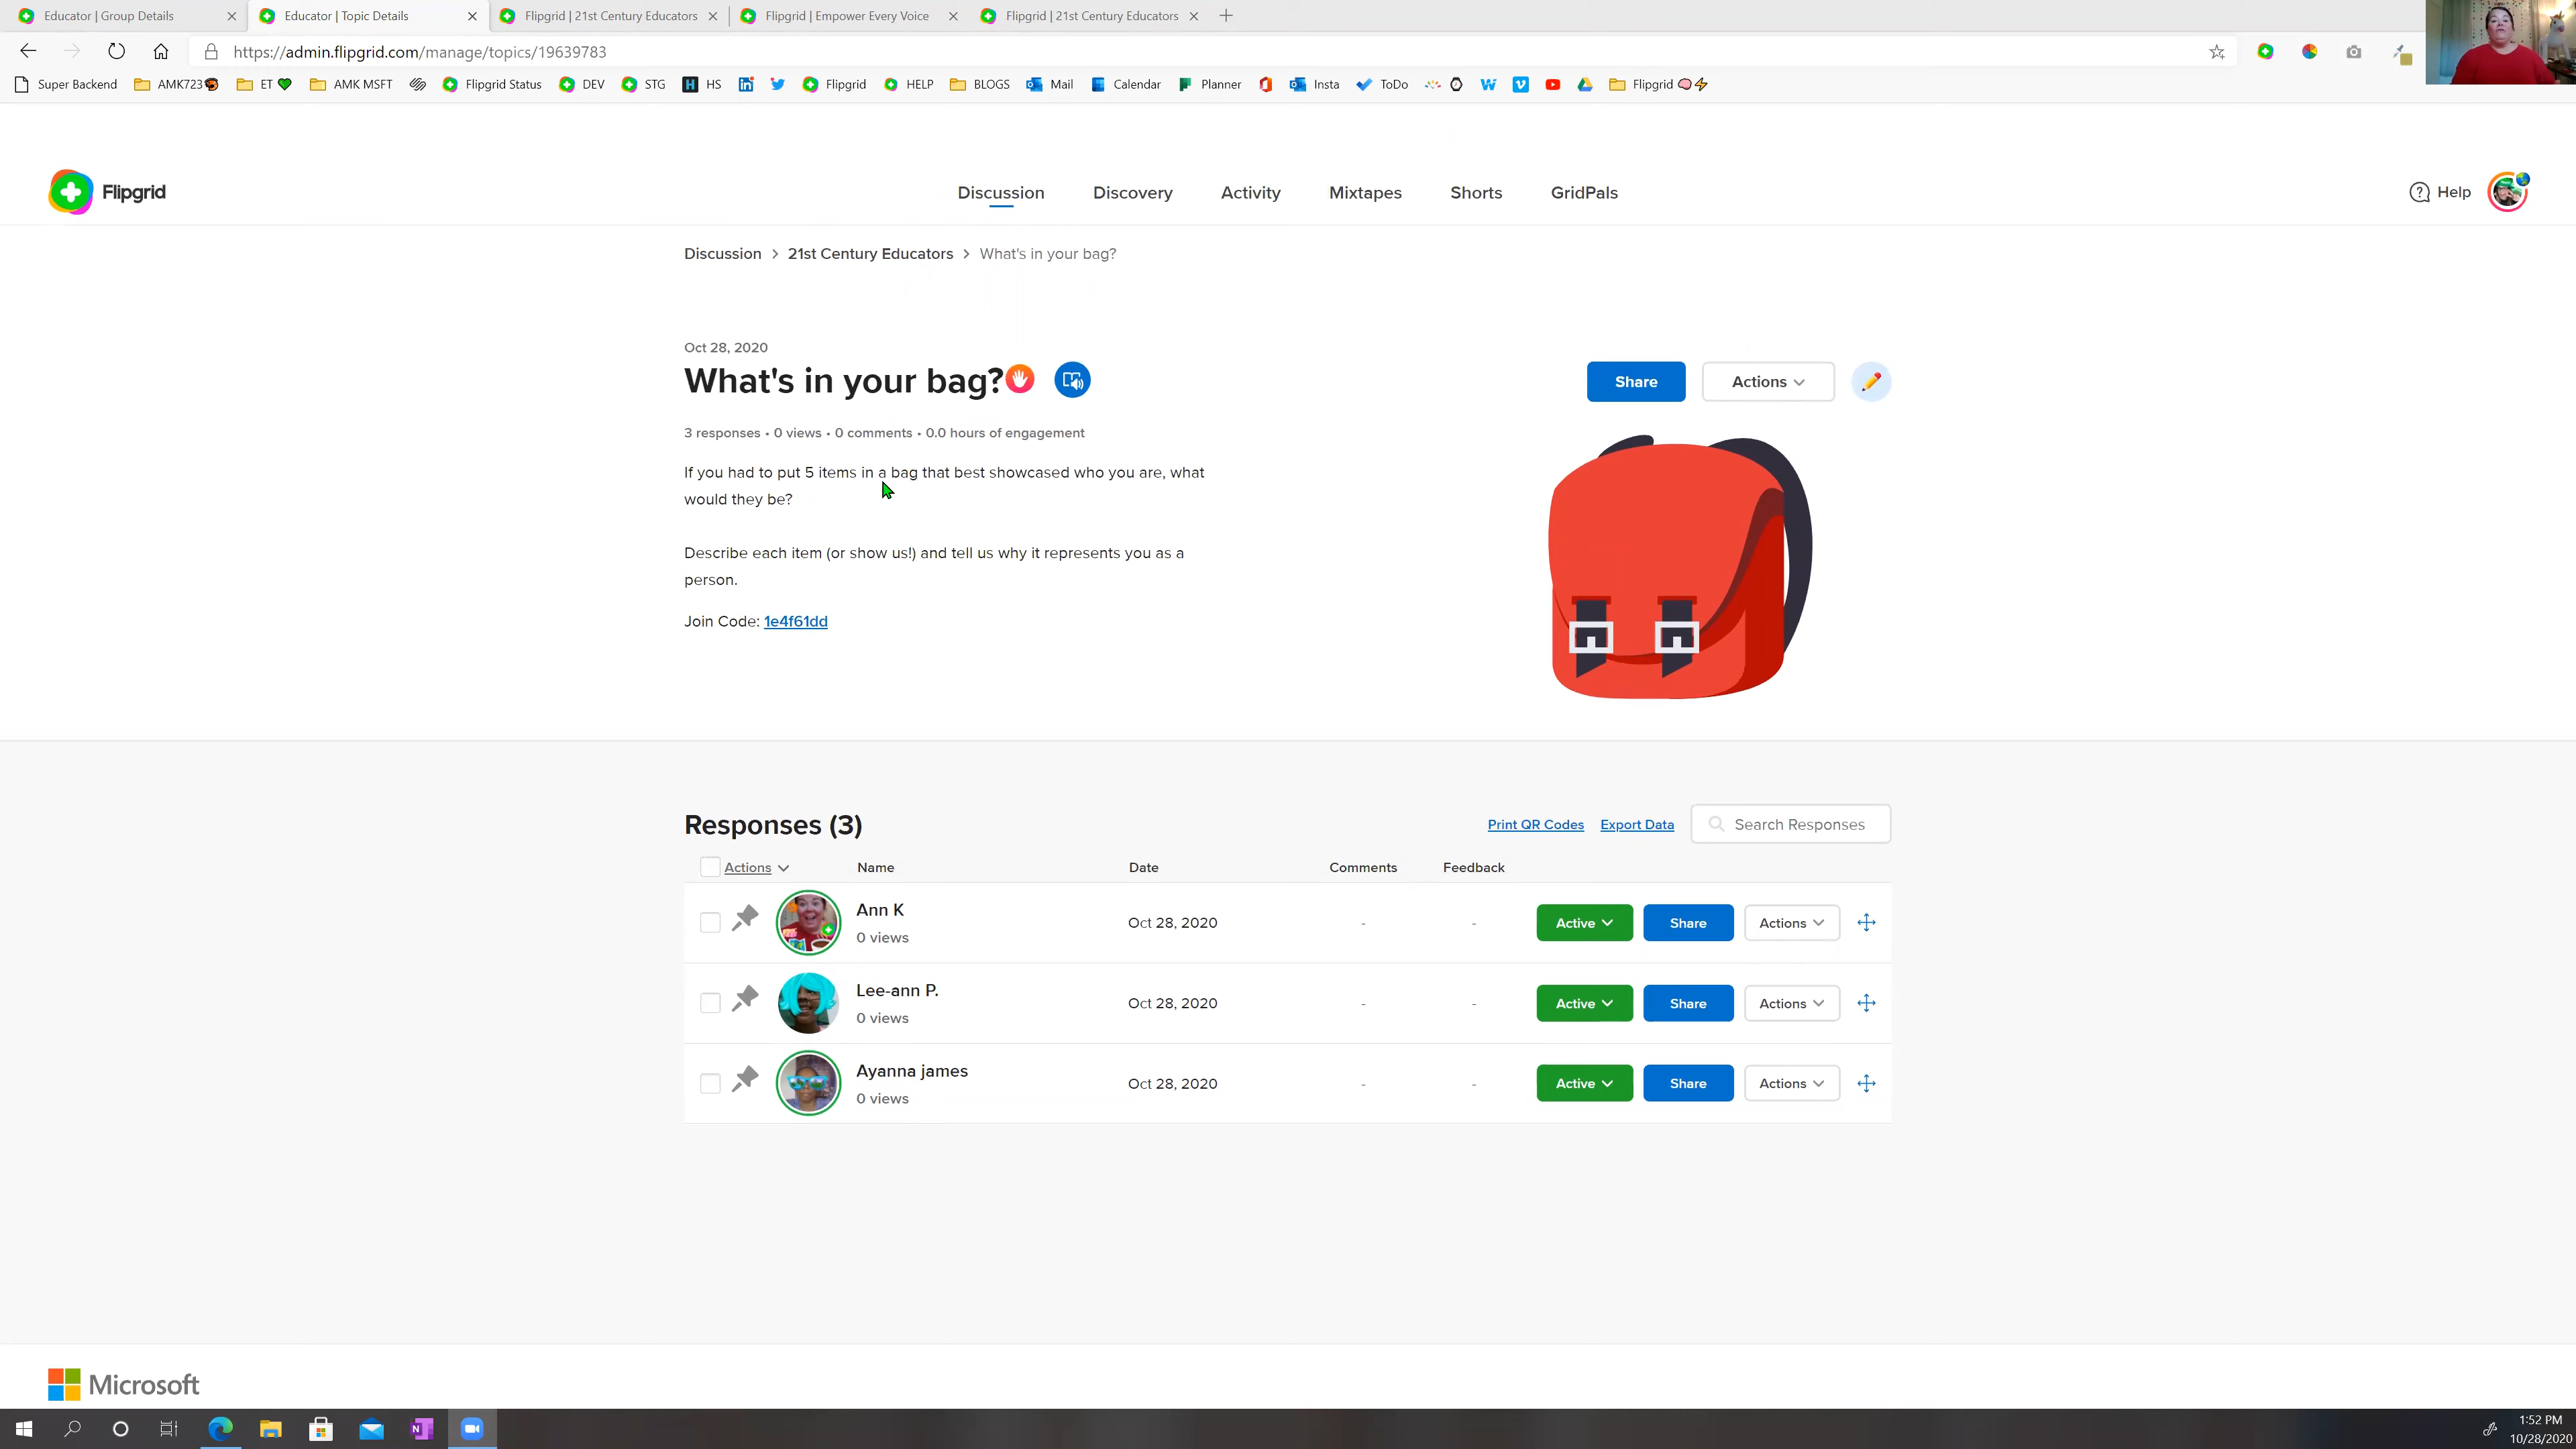 Educator | Group Details
Educator | Topic Details
Flipgrid | 21st Century Educators
Flipgrid | Empower Every Voice
Flipgrid | 21st Century Educators
https://admin.flipgrid.com/manage/topics/19639783
Super Backend
AMK723
ET
AMK MSFT
Flipgrid Status
DEV
STG
H HS
Flipgrid
HELP
BLOGS
Mail
Calendar
Planner
Insta
ToDo
Flipgrid
Flipgrid
Discussion
Discovery
Activity
Mixtapes
Shorts
GridPals
Help
Discussion > 21st Century Educators > What's in your bag?
Oct 28, 2020
What's in your bag?
Share
Actions
3 responses • 0 views • 0 comments • 0.0 hours of engagement
If you had to put 5 items in a bag that best showcased who you are, what
would they be?
Describe each item (or show us!) and tell us why it represents you as a
person.
Join Code: 1e4f61dd
Responses (3)
Print QR Codes
Export Data
Search Responses
Actions
Name
Date
Comments
Feedback
Ann K
0 views
Oct 28, 2020
-
-
Active
Share
Actions
Lee-ann P.
0 views
Oct 28, 2020
-
-
Active
Share
Actions
Ayanna james
0 views
Oct 28, 2020
-
-
Active
Share
Actions
Microsoft
1:52 PM
10/28/2020